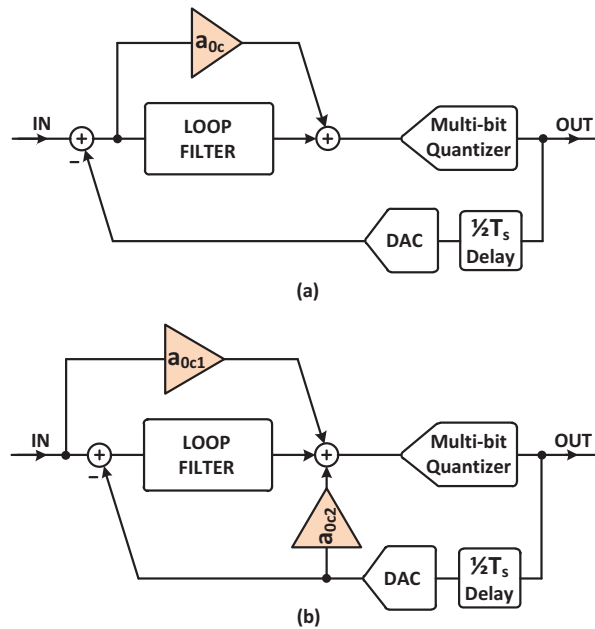 a0c
IN
+
LOOP
FILTER
+
Multi-bit
Quantizer
OUT
−
DAC
½Ts
Delay
(a)
a0c1
IN
+
LOOP
FILTER
+
Multi-bit
Quantizer
OUT
−
a0c2
DAC
½Ts
Delay
(b)